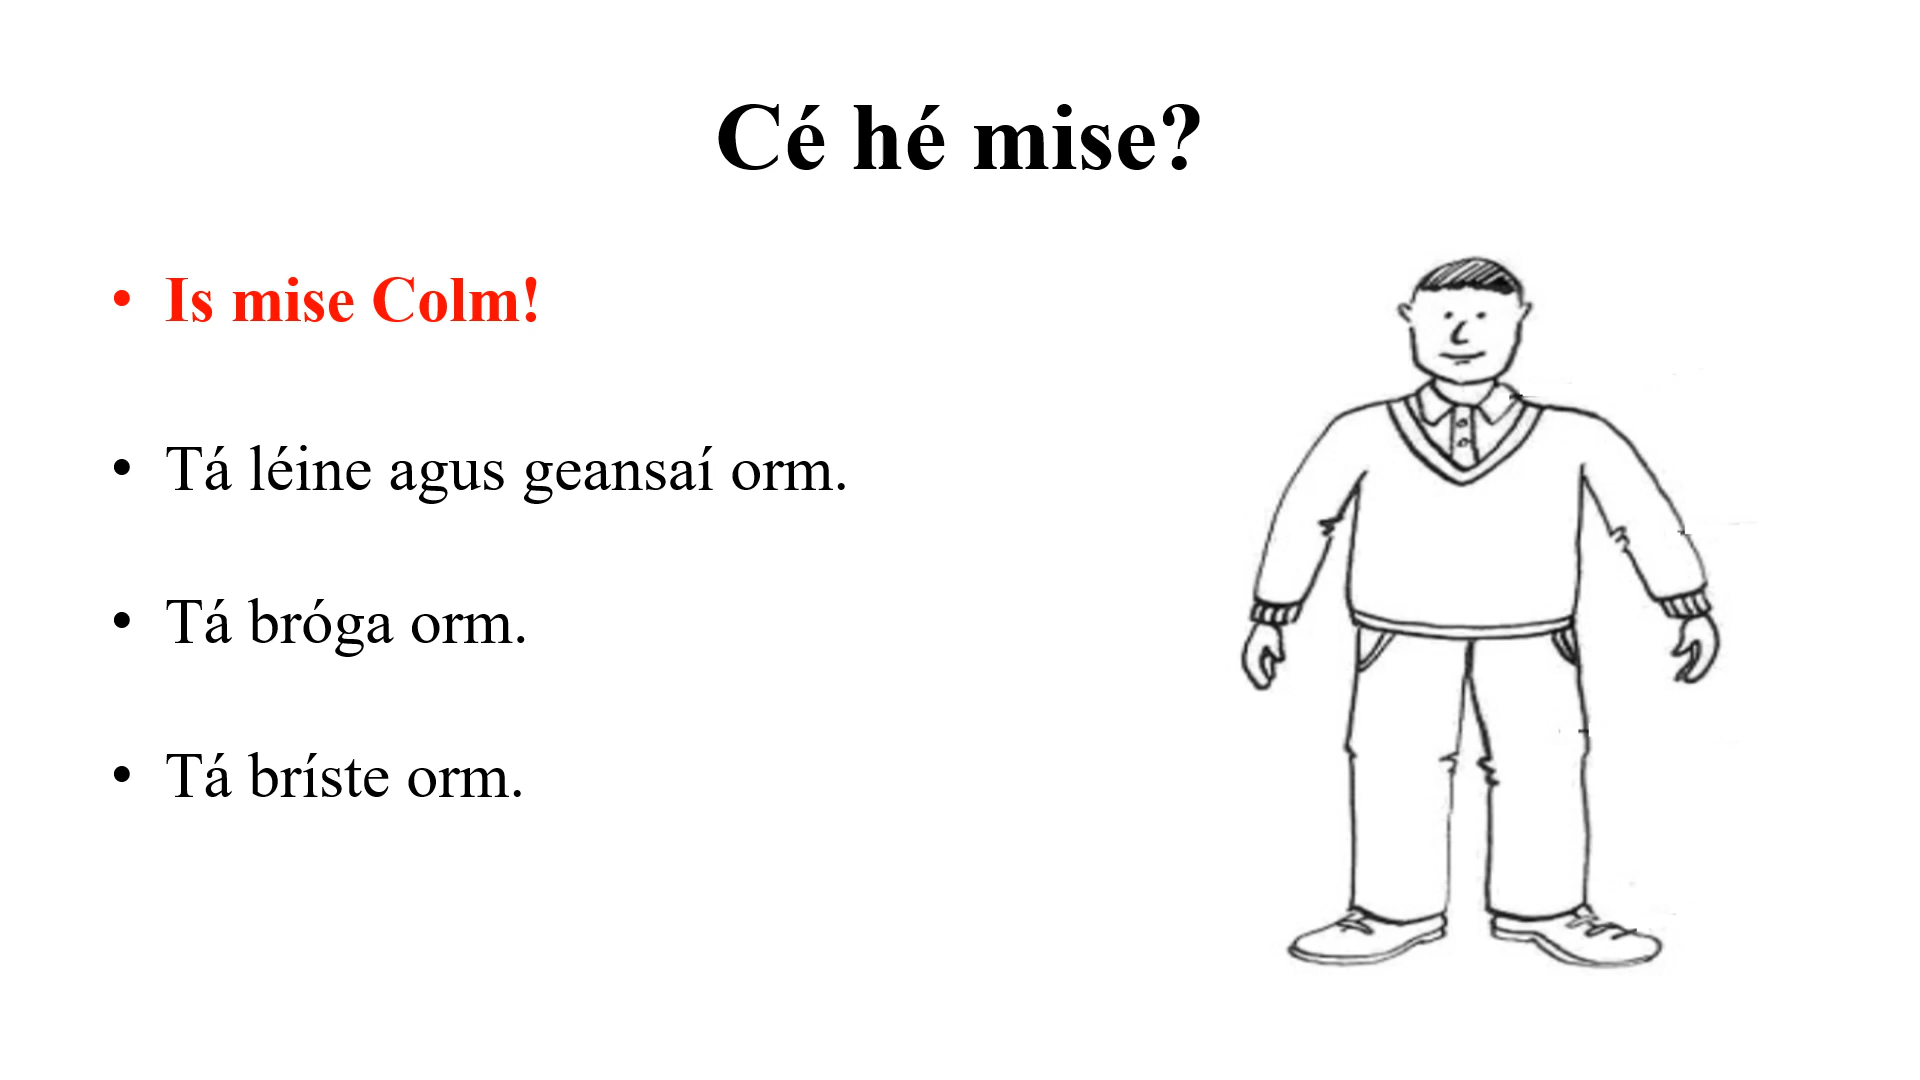 Cé hé mise?
• Is mise Colm!
• Tá léine agus geansaí orm.
• Tá bróga orm.
• Tá bríste orm.